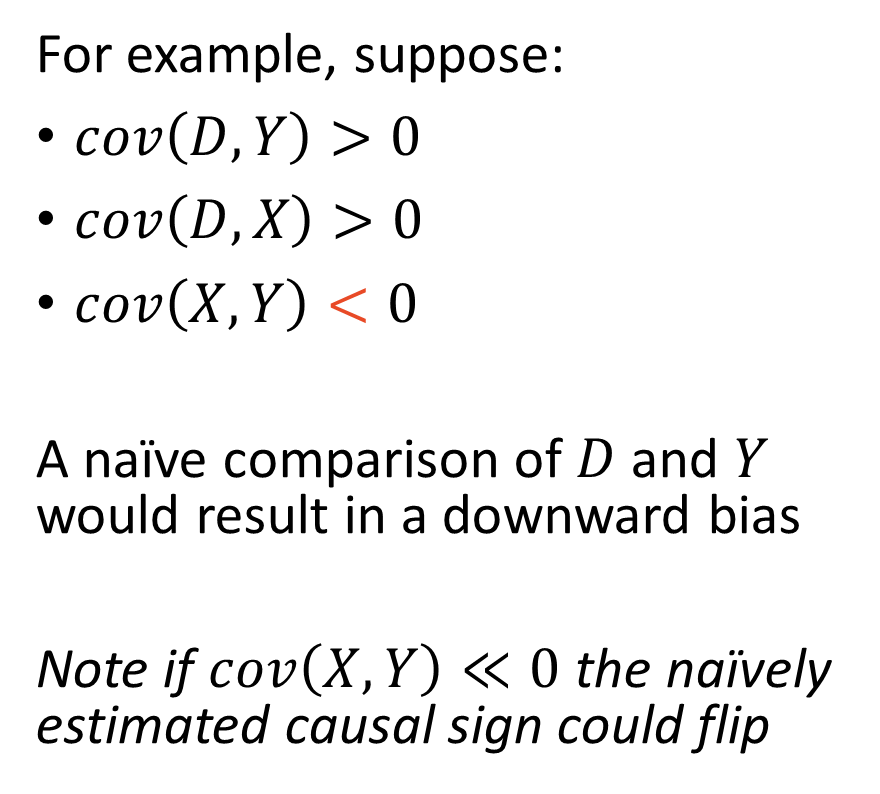 For example, suppose:
• cov(D, Y) > 0
• cov(D, X) > 0
• cov(X, Y) < 0
A naïve comparison of D and Y
would result in a downward bias
Note if cov(X, Y) ≪ 0 the naïvely
estimated causal sign could flip